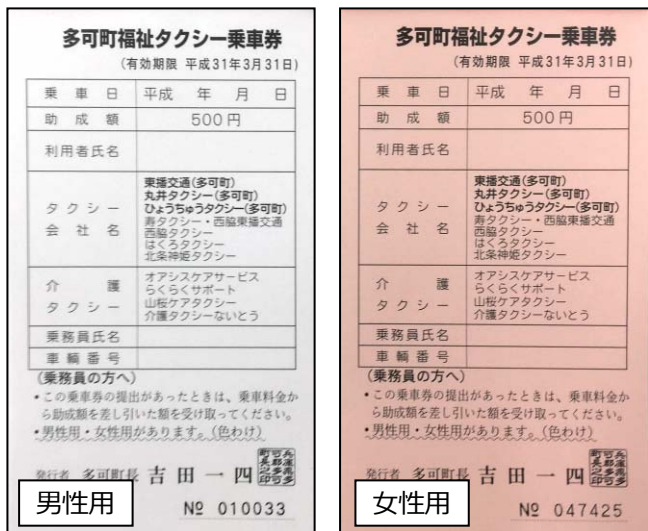 多可町福祉タクシー乗車券
(有効期限 平成31年3月31日)
乗車日 平成 年 月 日
助成額 500円
利用者氏名
タクシー会社名
東播交通(多可町)
丸井タクシー(多可町)
ひょうちゅうタクシー(多可町)
寿タクシー・西脇東播交通
西脇タクシー
はくろタクシー
北条神姫タクシー
介護タクシー
オアシスケアサービス
らくらくサポート
山桜ケアタクシー
介護タクシーないとう
乗務員氏名
車輌番号
(乗務員の方へ)
・この乗車券の提出があったときは、乗車料金か
ら助成額を差し引いた額を受け取ってください。
・男性用・女性用があります。(色わけ)
発行者 多可町長 吉田一四
男性用
№ 010033
多可町福祉タクシー乗車券
(有効期限 平成31年3月31日)
乗車日 平成 年 月 日
助成額 500円
利用者氏名
タクシー会社名
東播交通(多可町)
丸井タクシー(多可町)
ひょうちゅうタクシー(多可町)
寿タクシー・西脇東播交通
西脇タクシー
はくろタクシー
北条神姫タクシー
介護タクシー
オアシスケアサービス
らくらくサポート
山桜ケアタクシー
介護タクシーないとう
乗務員氏名
車輌番号
(乗務員の方へ)
・この乗車券の提出があったときは、乗車料金か
ら助成額を差し引いた額を受け取ってください。
・男性用・女性用があります。(色わけ)
発行者 多可町長 吉田一四
女性用
№ 047425